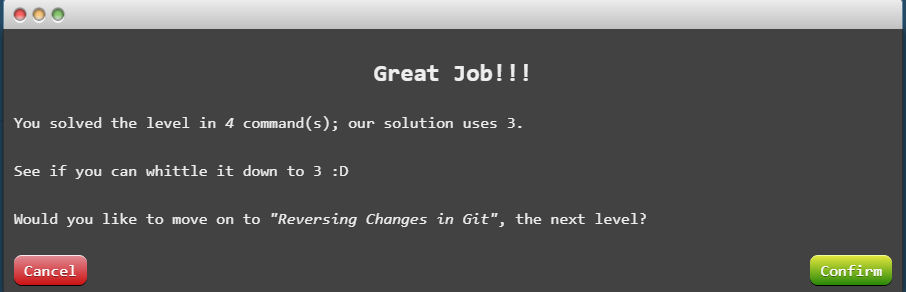 Great Job!!!
You solved the level in 4 command(s); our solution uses 3.
See if you can whittle it down to 3 :D
Would you like to move on to "Reversing Changes in Git", the next level?
Cancel
Confirm